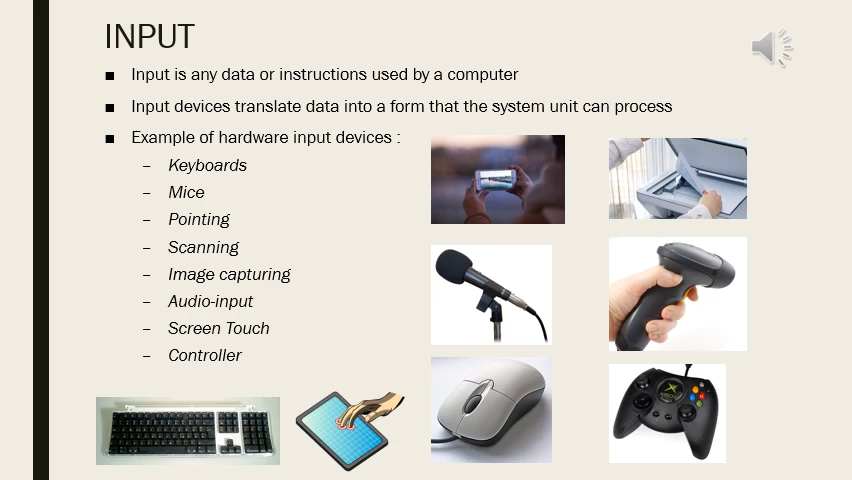 INPUT
■ Input is any data or instructions used by a computer
■ Input devices translate data into a form that the system unit can process
■ Example of hardware input devices :
– Keyboards
– Mice
– Pointing
– Scanning
– Image capturing
– Audio-input
– Screen Touch
– Controller